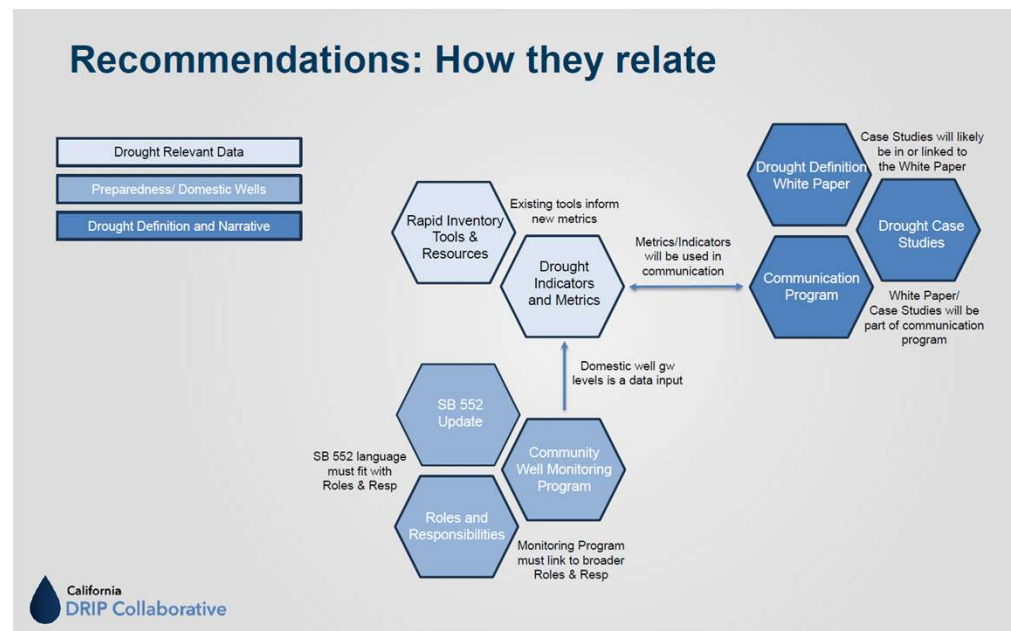 Recommendations: How they relate
Drought Relevant Data
Preparedness/ Domestic Wells
Drought Definition and Narrative
Rapid Inventory
Tools &
Resources
Existing tools inform
new metrics
Drought
Indicators
and Metrics
Metrics/Indicators
will be used in
communication
Drought Definition
White Paper
Case Studies will likely
be in or linked to
the White Paper
Drought Case
Studies
Communication
Program
White Paper/
Case Studies will be
part of communication
program
Domestic well gw
levels is a data input
SB 552
Update
SB 552 language
must fit with
Roles & Resp
Community
Well Monitoring
Program
Roles and
Responsibilities
Monitoring Program
must link to broader
Roles & Resp
California
DRIP Collaborative